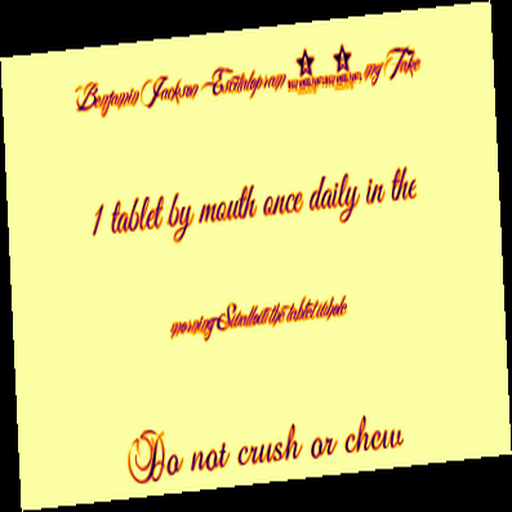 Benjamin Jackson Escitalopram mg Take
1 tablet by mouth once daily in the
morning Swallow the tablet whole
Do not crush or chew